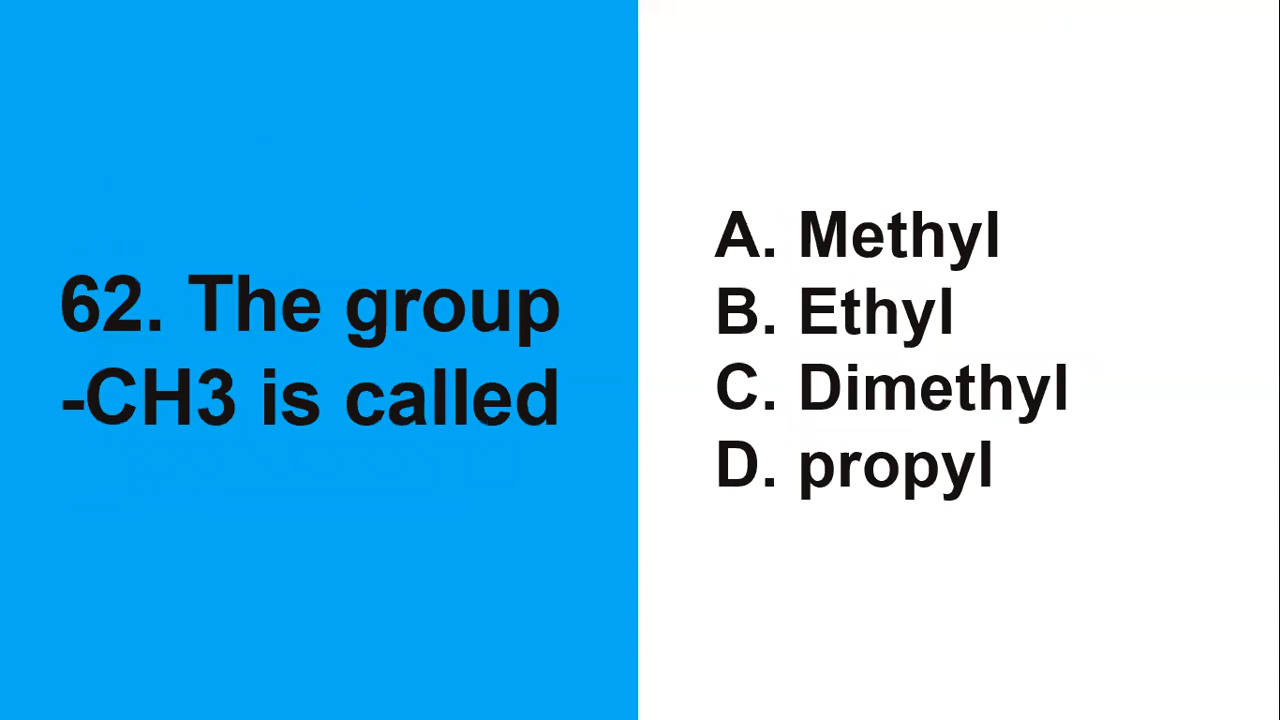 62. The group
-CH3 is called
A. Methyl
B. Ethyl
C. Dimethyl
D. propyl